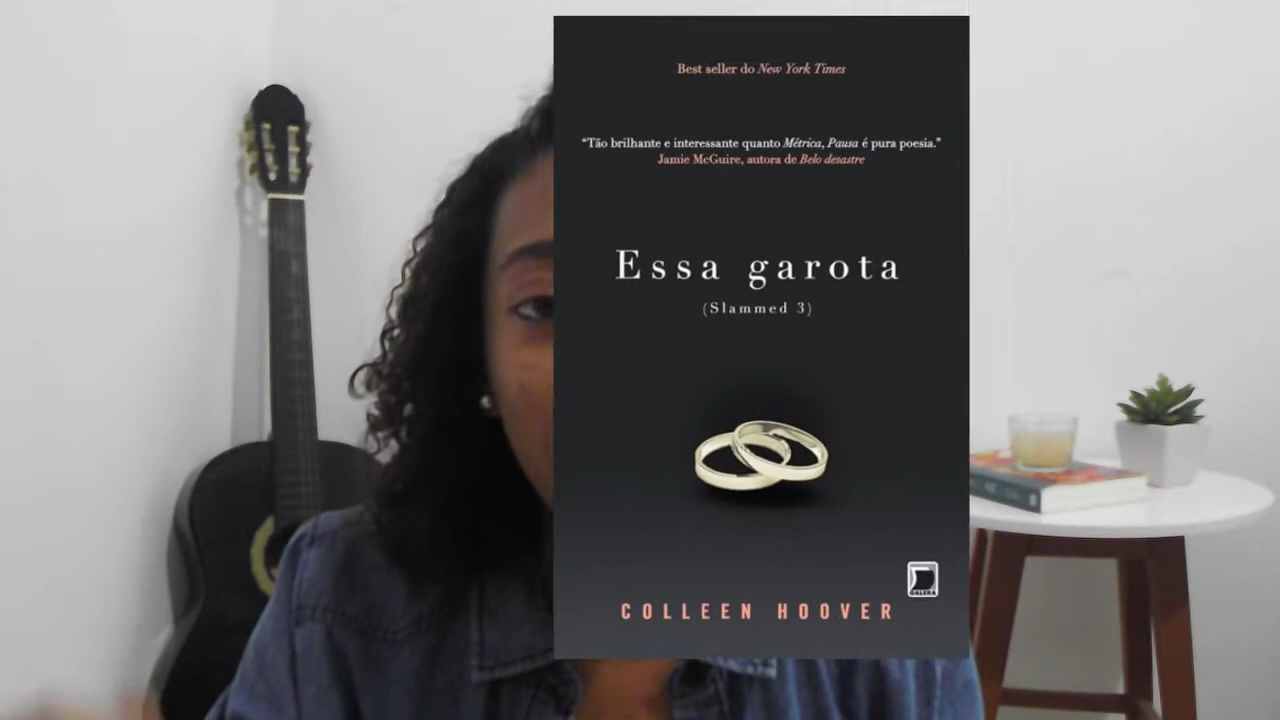 Best seller do New York Times
“Tão brilhante e interessante quanto Métrica, Pausa é pura poesia.”
Jamie McGuire, autora de Belo desastre
Essa garota
(Slammed 3)
GALERA
COLLEEN HOOVER